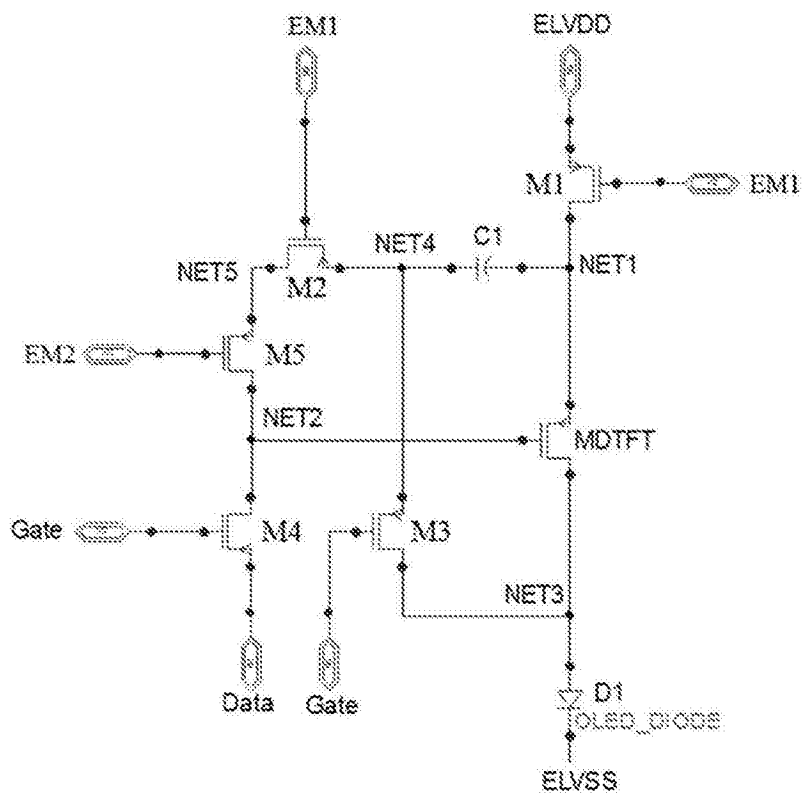 EM1
ELVDD
M1
EM1
NET4
C1
NET5
M2
NET1
EM2
M5
NET2
MDTFT
Gate
M4
M3
NET3
Data
Gate
D1
OLED_DIODE
ELVSS